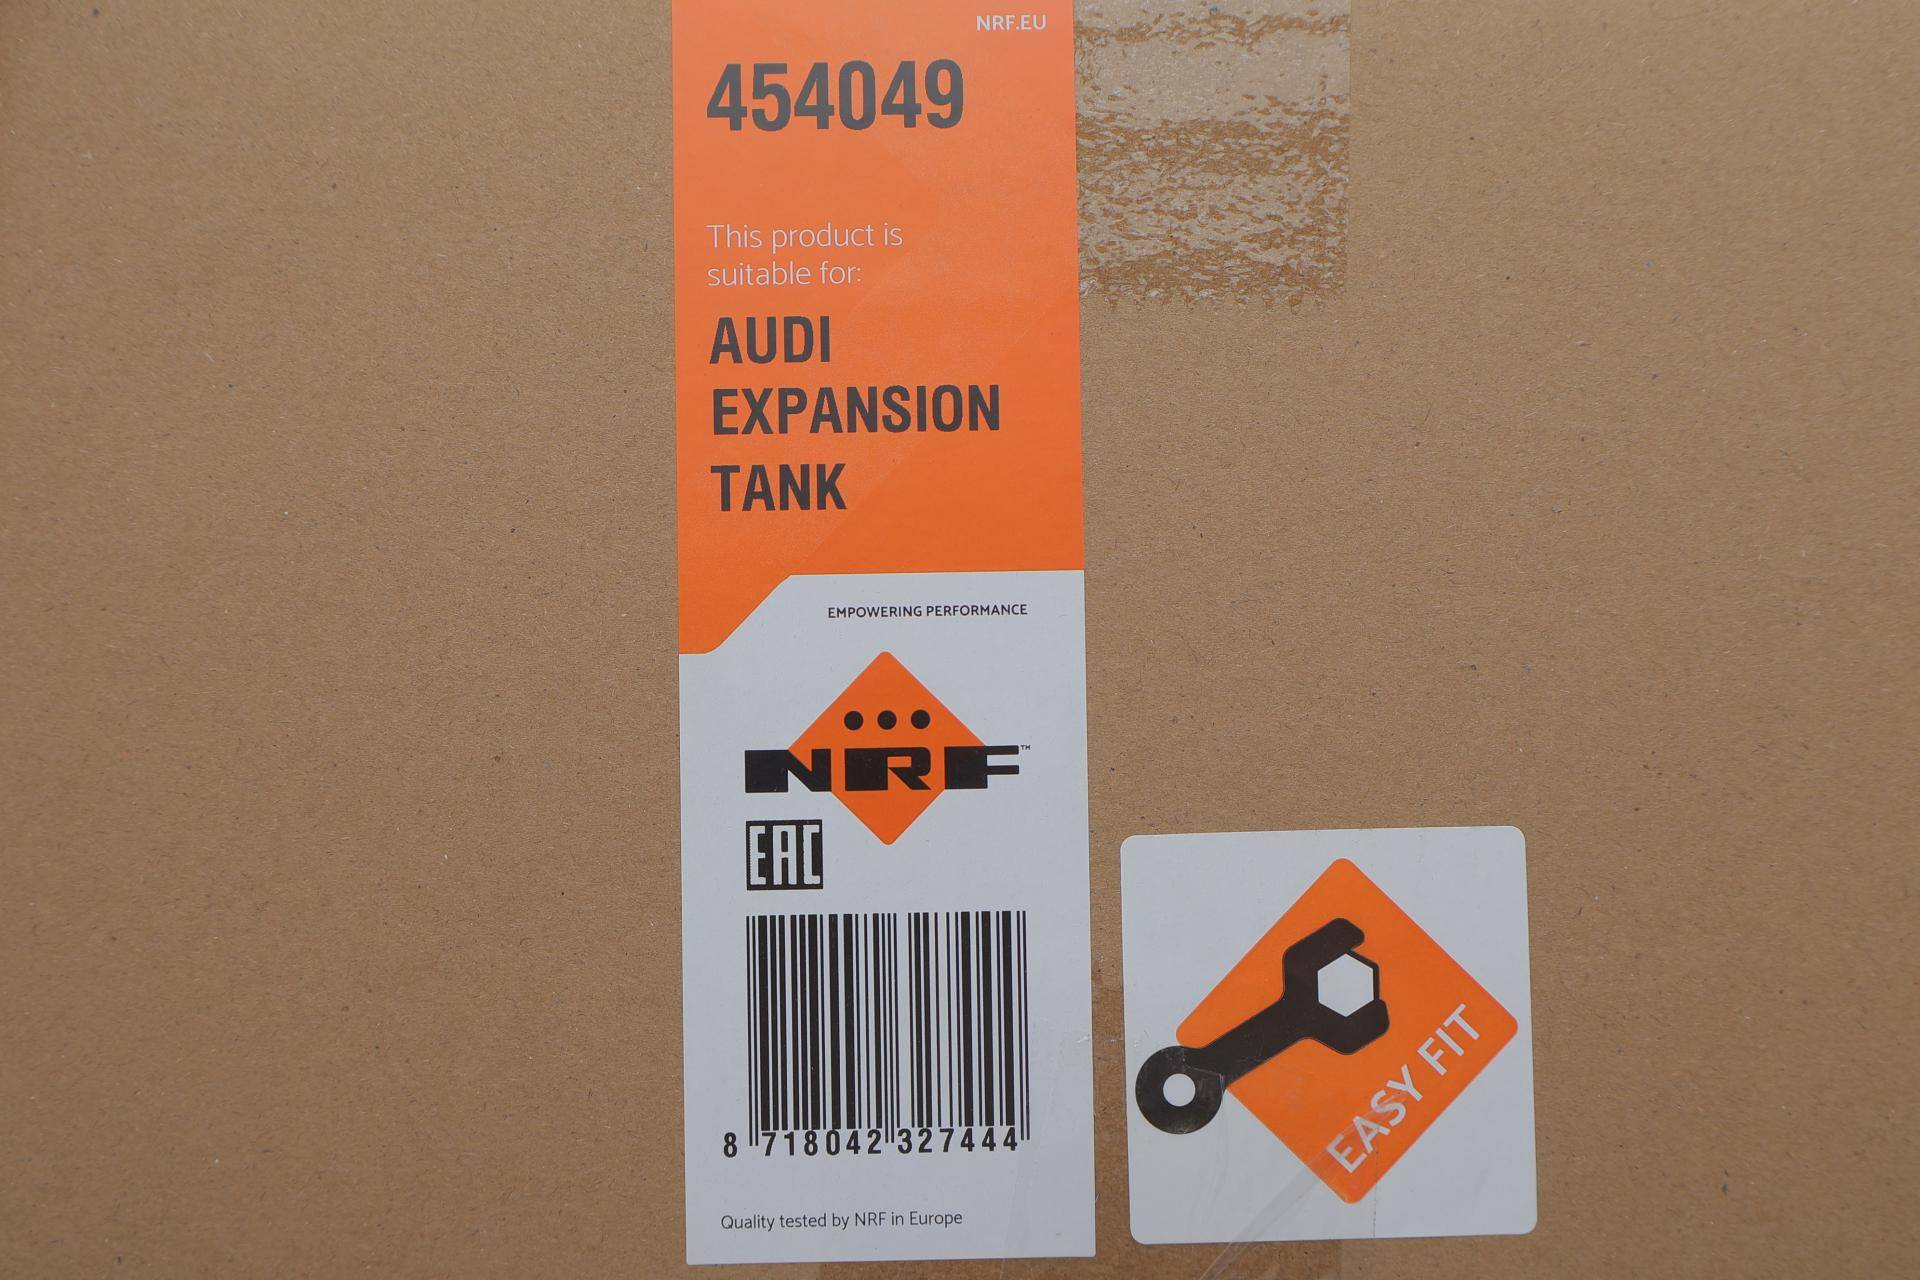 NRF.EU
454049
This product is
suitable for:
AUDI
EXPANSION
TANK
EMPOWERING PERFORMANCE
NRF™
EAC
8 718042 327444
Quality tested by NRF in Europe
EASY FIT